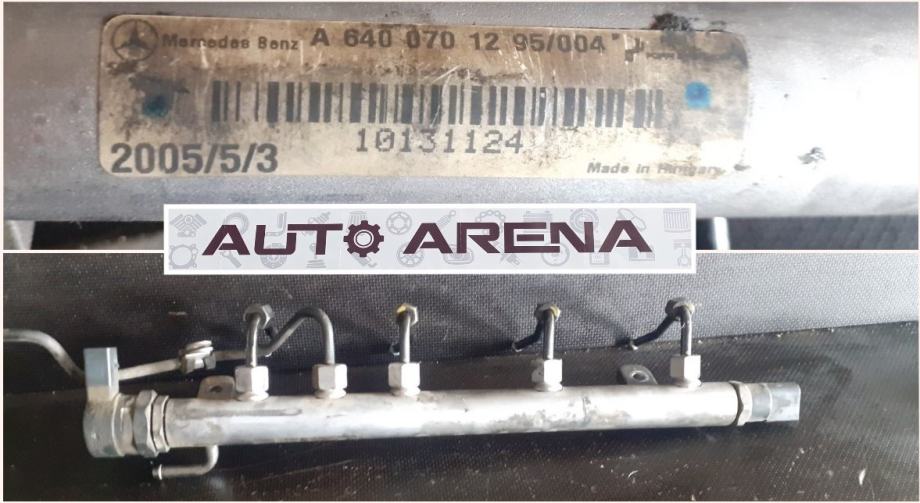 Mercedes Benz A 640 070 12 95/004
10131124
2005/5/3
Made in Hungary
AUTO ARENA